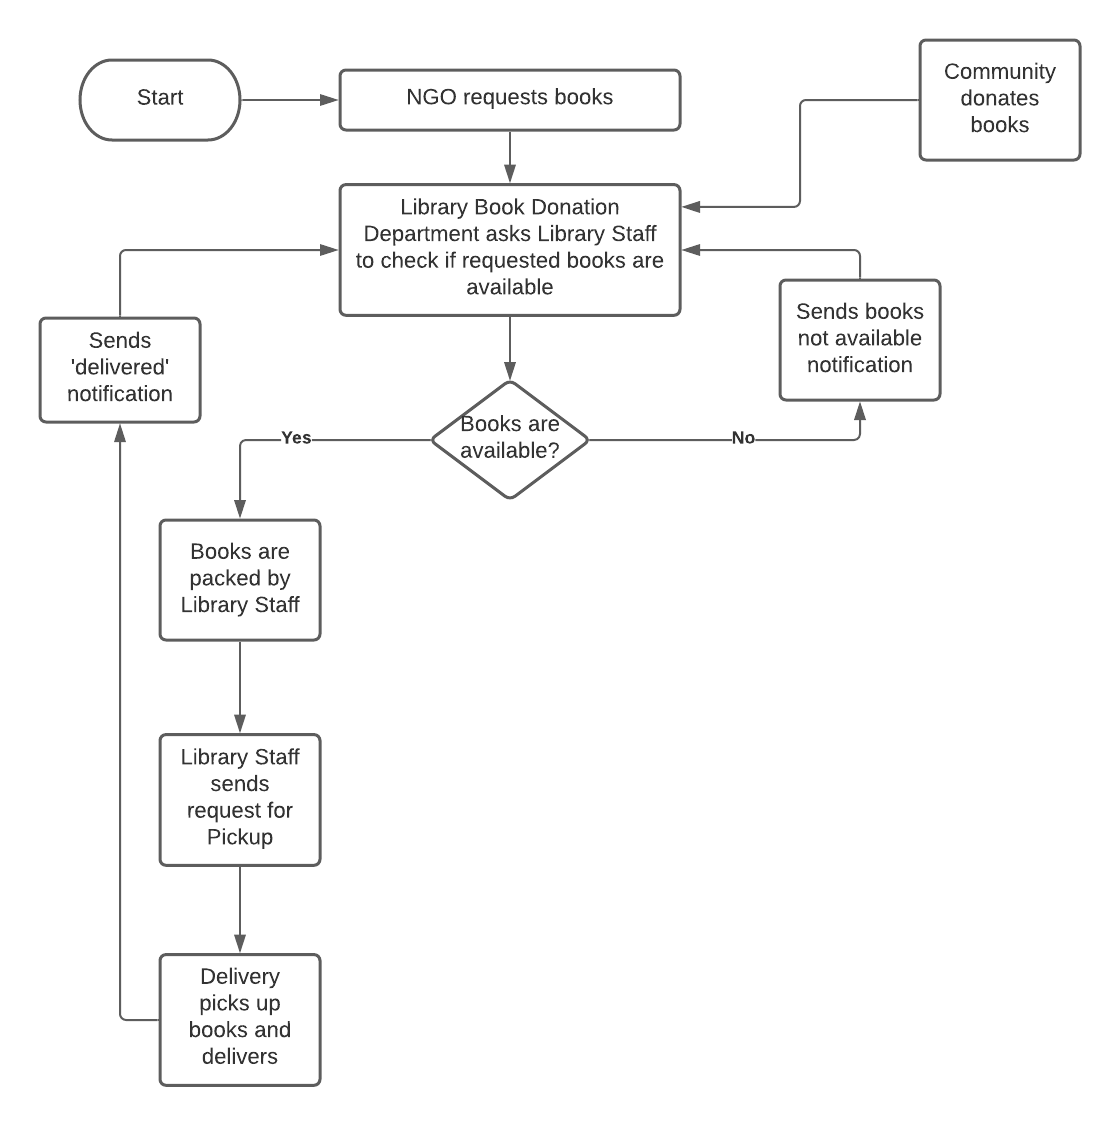 Start
NGO requests books
Community
donates
books
Library Book Donation
Department asks Library Staff
to check if requested books are
available
Sends
'delivered'
notification
Sends books
not available
notification
Books are
available?
Yes
No
Books are
packed by
Library Staff
Library Staff
sends
request for
Pickup
Delivery
picks up
books and
delivers